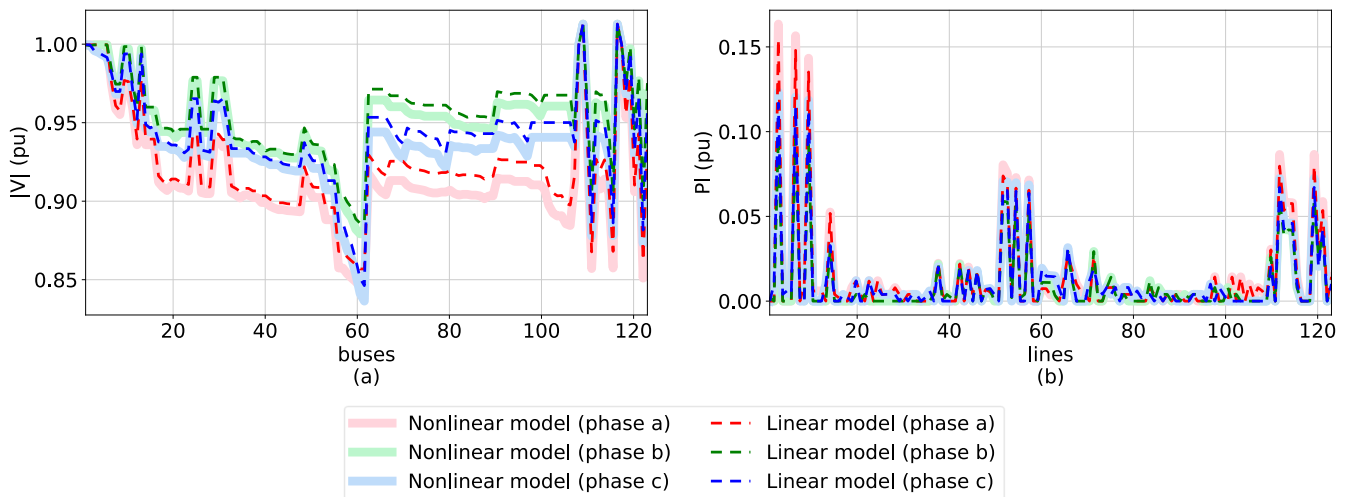 1.00
0.95
0.90
0.85
|V| (pu)
20 40 60 80 100 120
buses
(a)
0.15
0.10
0.05
0.00
Pl (pu)
20 40 60 80 100 120
lines
(b)
Nonlinear model (phase a)
Nonlinear model (phase b)
Nonlinear model (phase c)
Linear model (phase a)
Linear model (phase b)
Linear model (phase c)